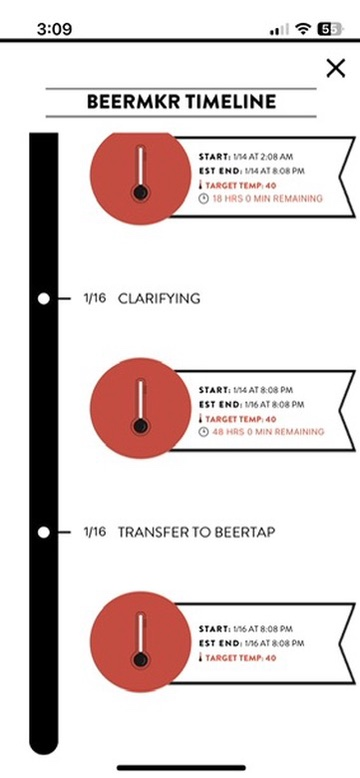 3:09
55
BEERMKR TIMELINE
START: 1/14 AT 2:08 AM
EST END: 1/14 AT 8:08 PM
TARGET TEMP: 40
18 HRS 0 MIN REMAINING
1/16 CLARIFYING
START: 1/14 AT 8:08 PM
EST END: 1/16 AT 8:08 PM
TARGET TEMP: 40
48 HRS 0 MIN REMAINING
1/16 TRANSFER TO BEERTAP
START: 1/16 AT 8:08 PM
EST END: 1/16 AT 8:08 PM
TARGET TEMP: 40